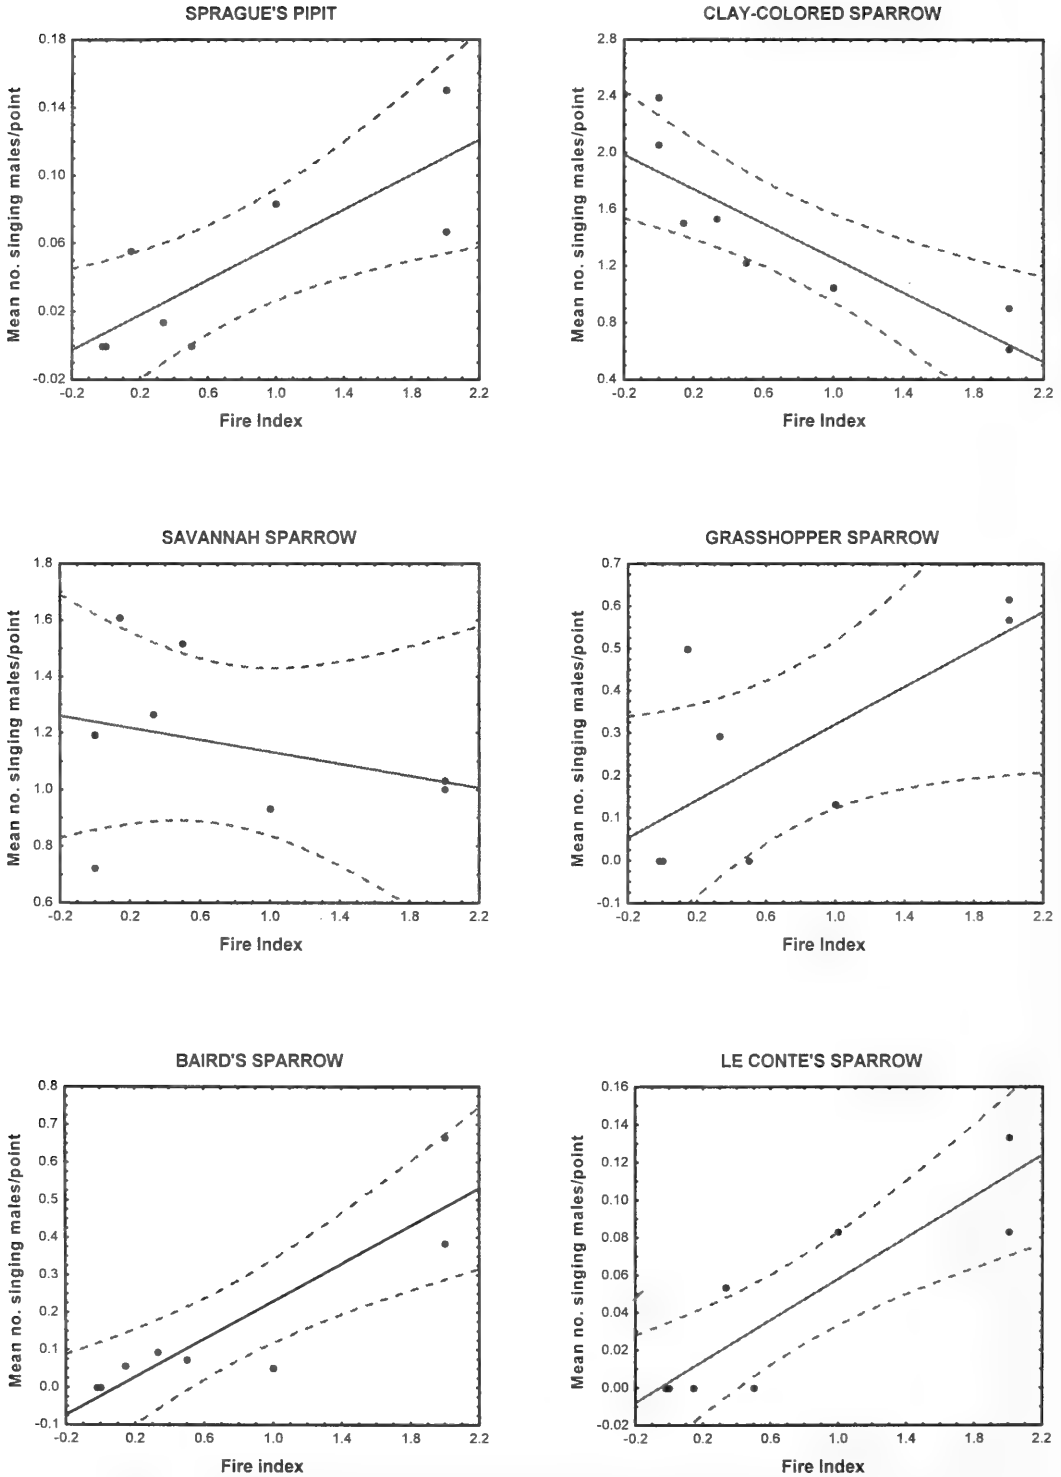 SPRAGUE'S PIPIT
Mean no. singing males/point
0.18
0.14
0.10
0.06
0.02
-0.02
-0.2 0.2 0.6 1.0 1.4 1.8 2.2
Fire Index
CLAY-COLORED SPARROW
Mean no. singing males/point
2.8
2.4
2.0
1.6
1.2
0.8
0.4
-0.2 0.2 0.6 1.0 1.4 1.8 2.2
Fire Index
SAVANNAH SPARROW
Mean no. singing males/point
1.8
1.6
1.4
1.2
1.0
0.8
0.6
-0.2 0.2 0.6 1.0 1.4 1.8 2.2
Fire Index
GRASSHOPPER SPARROW
Mean no. singing males/point
0.7
0.6
0.5
0.4
0.3
0.2
0.1
0.0
-0.1
-0.2 0.2 0.6 1.0 1.4 1.8 2.2
Fire Index
BAIRD'S SPARROW
Mean no. singing males/point
0.8
0.7
0.6
0.5
0.4
0.3
0.2
0.1
0.0
-0.1
-0.2 0.2 0.6 1.0 1.4 1.8 2.2
Fire index
LE CONTE'S SPARROW
Mean no. singing males/point
0.16
0.14
0.12
0.10
0.08
0.06
0.04
0.02
0.00
-0.02
-0.2 0.2 0.6 1.0 1.4 1.8 2.2
Fire Index